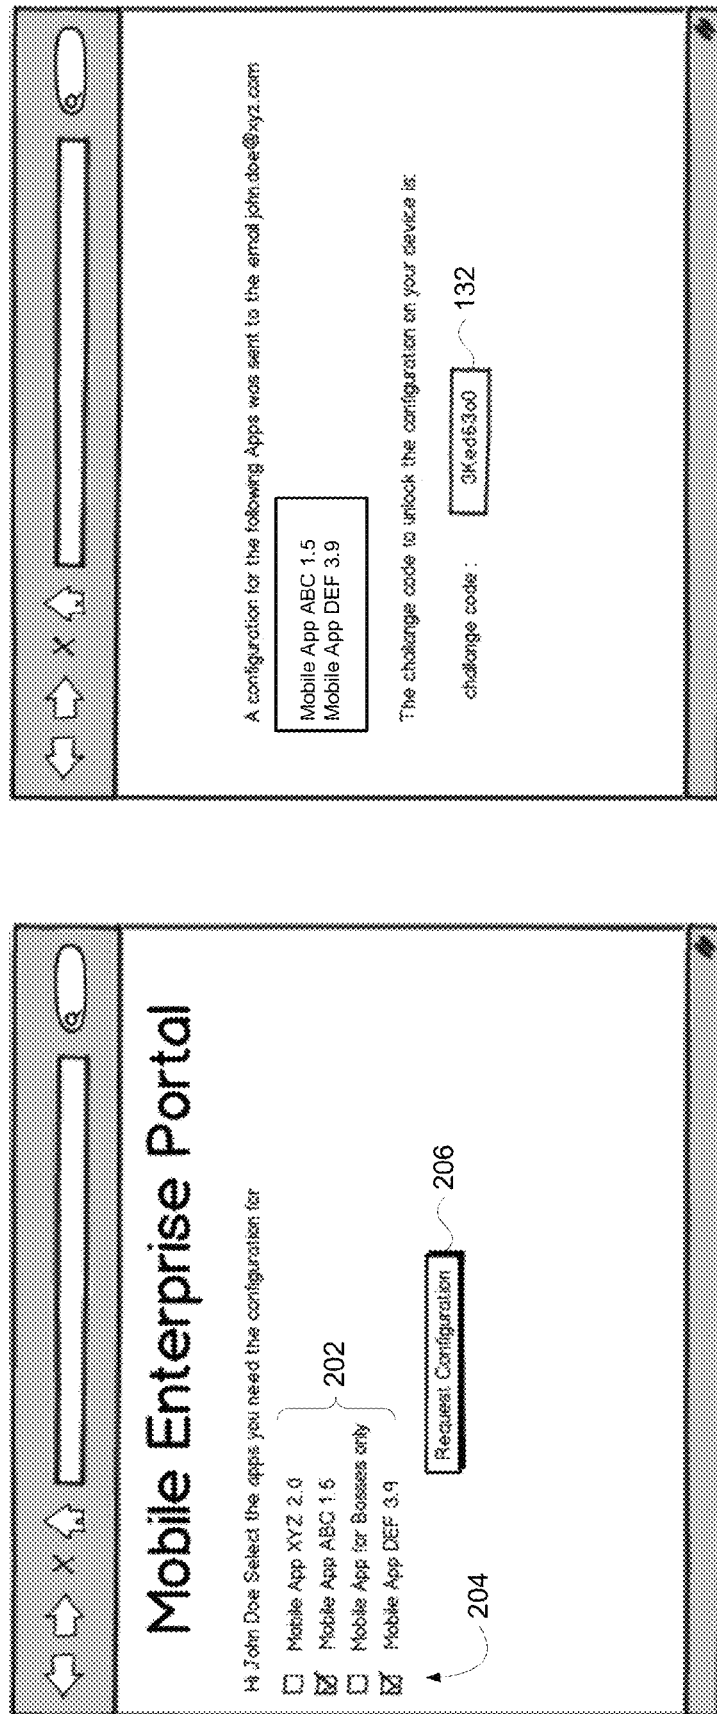 Mobile Enterprise Portal
Hi John Doe Select the apps you need the configuration for
Mobile App XYZ 2.0
Mobile App ABC 1.5
Mobile App for Bosses only
Mobile App DEF 3.9
202
204
Request Configuration
206
A configuration for the following Apps was sent to the email john.doe@xyz.com
Mobile App ABC 1.5
Mobile App DEF 3.9
The challange code to unlock the configuration on your device is:
challange code :
3Ked63o0
132